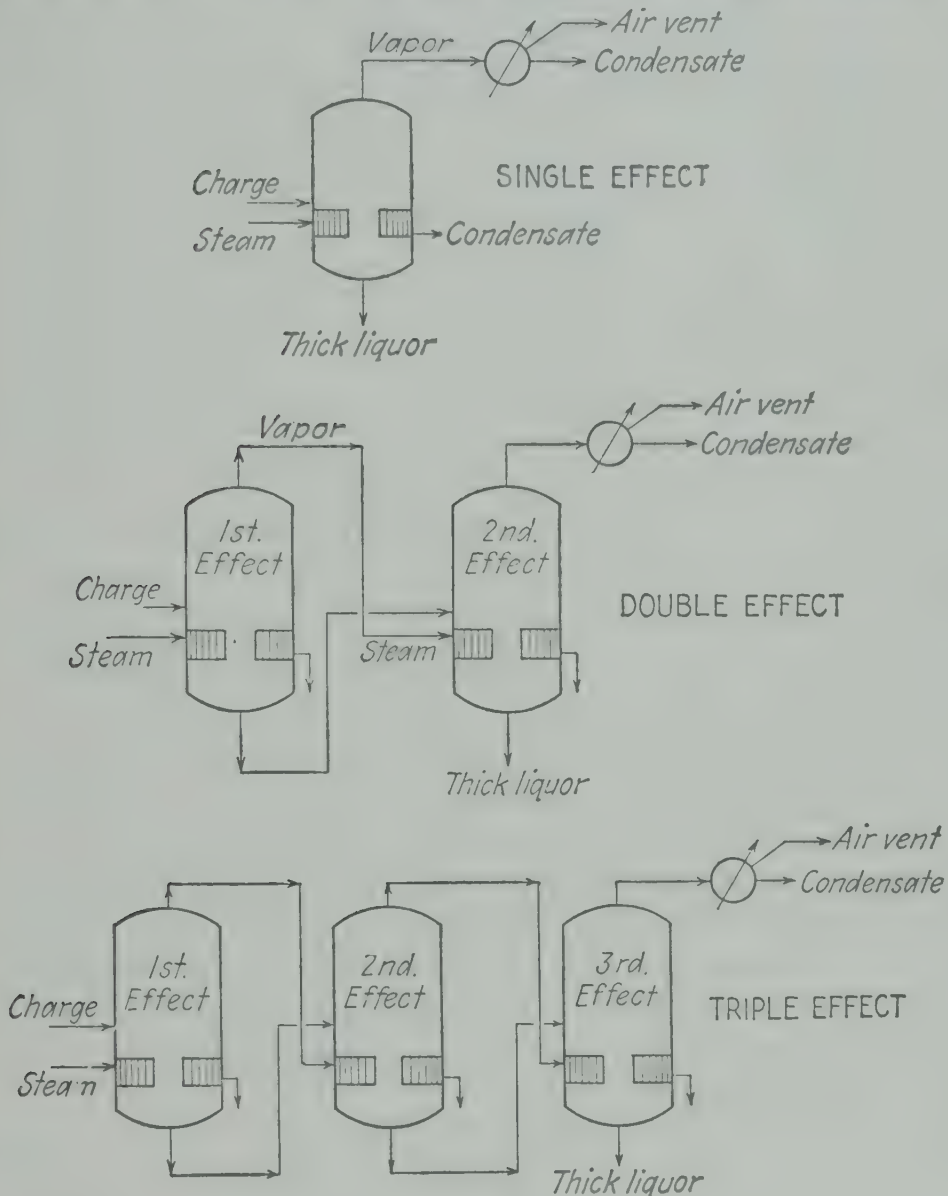 Air vent
Vapor
Condensate
SINGLE EFFECT
Charge
Steam
Condensate
Thick liquor
Air vent
Vapor
Condensate
1st.
Effect
2nd.
Effect
Charge
DOUBLE EFFECT
Steam
Steam
Thick liquor
Air vent
Condensate
1st.
Effect
2nd.
Effect
3rd.
Effect
Charge
TRIPLE EFFECT
Steam
Thick liquor